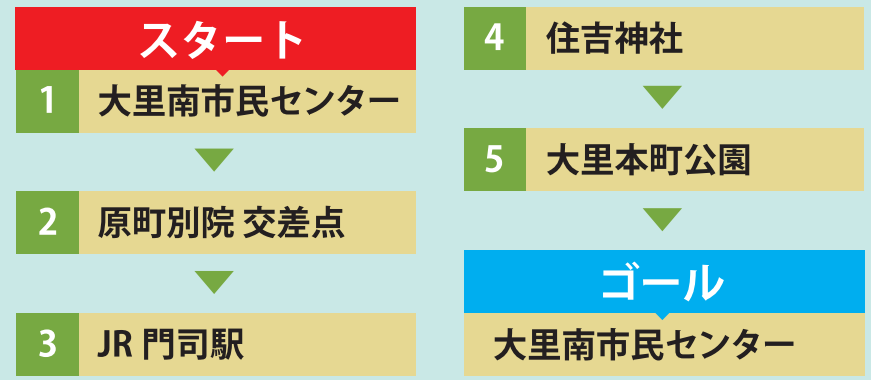 スタート
1 大里南市民センター
2 原町別院 交差点
3 JR 門司駅
4 住吉神社
5 大里本町公園
ゴール
大里南市民センター